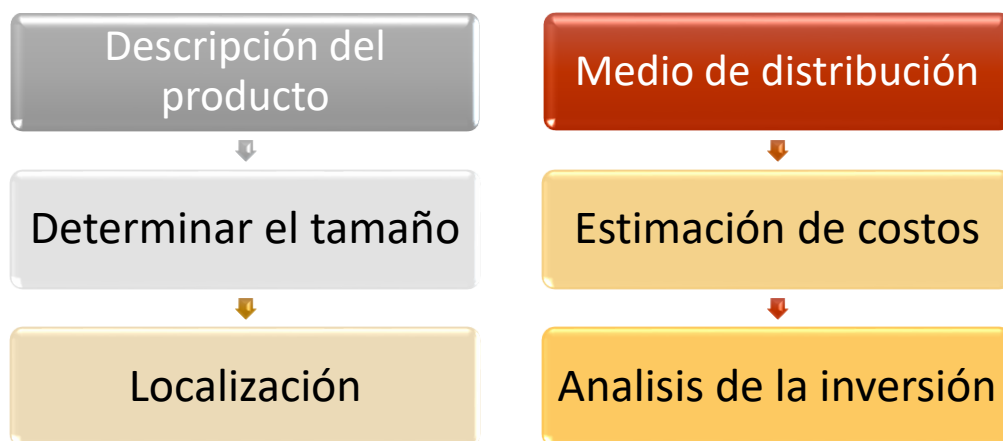 Descripción del
producto
Determinar el tamaño
Localización
Medio de distribución
Estimación de costos
Analisis de la inversión